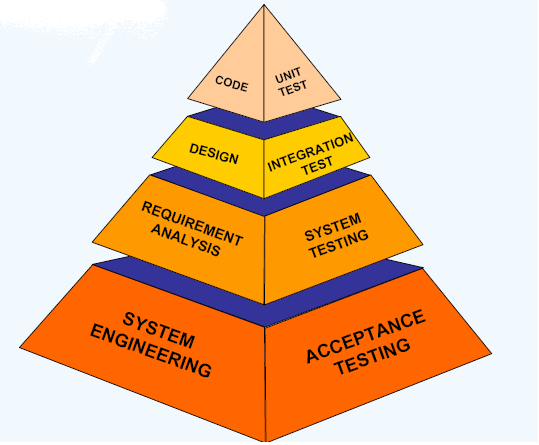 CODE
UNIT
TEST
DESIGN
INTEGRATION
TEST
REQUIREMENT
ANALYSIS
SYSTEM
TESTING
SYSTEM
ENGINEERING
ACCEPTANCE
TESTING